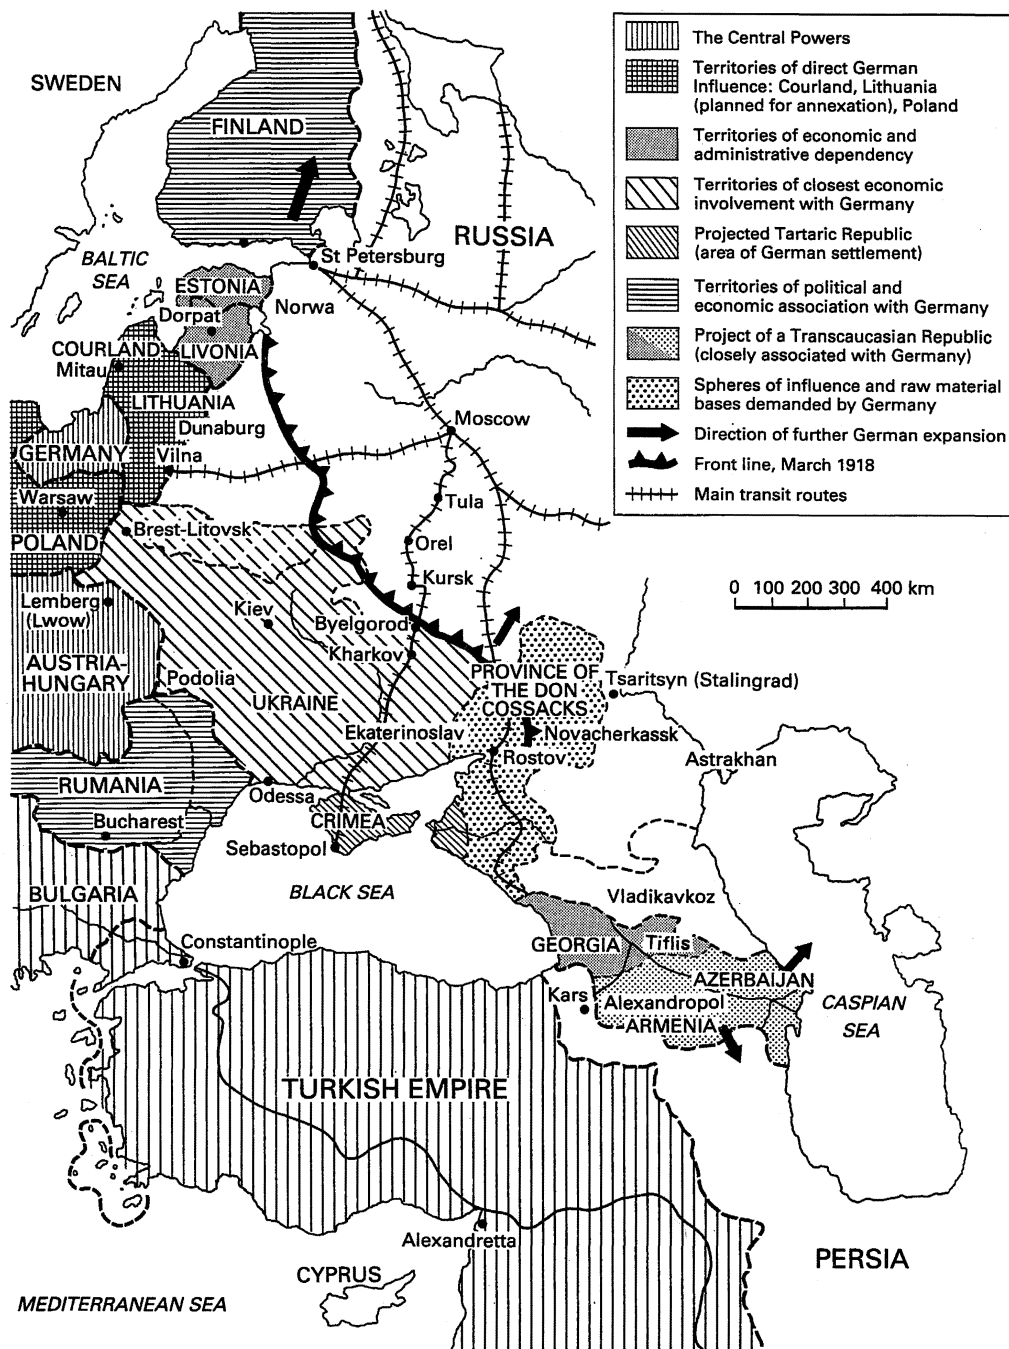 SWEDEN
FINLAND
RUSSIA
BALTIC
SEA
St Petersburg
ESTONIA
Norwa
Dorpat
COURLAND
LIVONIA
Mitau
LITHUANIA
Dunaburg
Moscow
GERMANY
Vilna
Warsaw
Tula
Brest-Litovsk
POLAND
Orel
Kursk
Lemberg
(Lwow)
Kiev
Byelgorod
Kharkov
AUSTRIA-
HUNGARY
Podolia
UKRAINE
PROVINCE OF
THE DON
COSSACKS
Tsaritsyn (Stalingrad)
Ekaterinoslav
Novacherkassk
Rostov
Astrakhan
RUMANIA
Odessa
Bucharest
CRIMEA
Sebastopol
BLACK SEA
BULGARIA
Vladikavkoz
Constantinople
GEORGIA
Tiflis
AZERBAIJAN
Kars
Alexandropol
ARMENIA
CASPIAN
SEA
TURKISH EMPIRE
Alexandretta
CYPRUS
PERSIA
MEDITERRANEAN SEA
The Central Powers
Territories of direct German
Influence: Courland, Lithuania
(planned for annexation), Poland
Territories of economic and
administrative dependency
Territories of closest economic
involvement with Germany
Projected Tartaric Republic
(area of German settlement)
Territories of political and
economic association with Germany
Project of a Transcaucasian Republic
(closely associated with Germany)
Spheres of influence and raw material
bases demanded by Germany
Direction of further German expansion
Front line, March 1918
Main transit routes
0 100 200 300 400 km